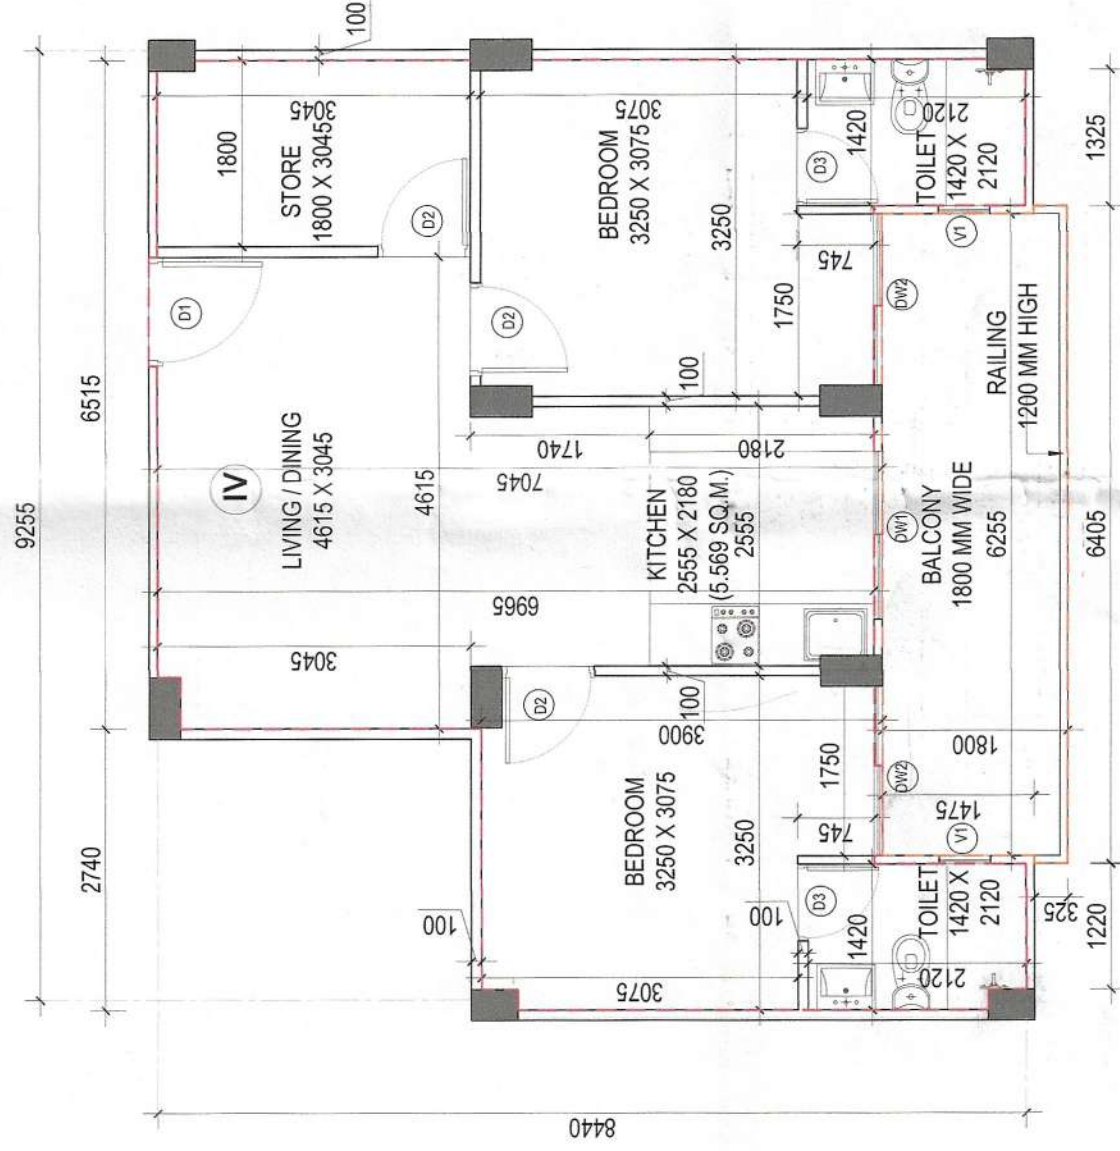 100
9255
6515
2740
8440
1800
3045
STORE
1800 X 3045
D2
D1
IV
LIVING / DINING
4615 X 3045
4615
7045
6965
3045
3075
BEDROOM
3250 X 3075
3250
D2
1750
745
100
D3
1420
TOILET
1420 X
2120
2120
V1
1325
1740
2180
KITCHEN
2555 X 2180
(5.569 SQ.M.)
2555
100
D2
3900
BEDROOM
3250 X 3075
3250
1750
745
100
3075
100
D3
1420
TOILET
1420 X
2120
2120
V1
DW2
DW1
DW2
BALCONY
1800 MM WIDE
6255
RAILING
1200 MM HIGH
1800
1475
325
6405
1220